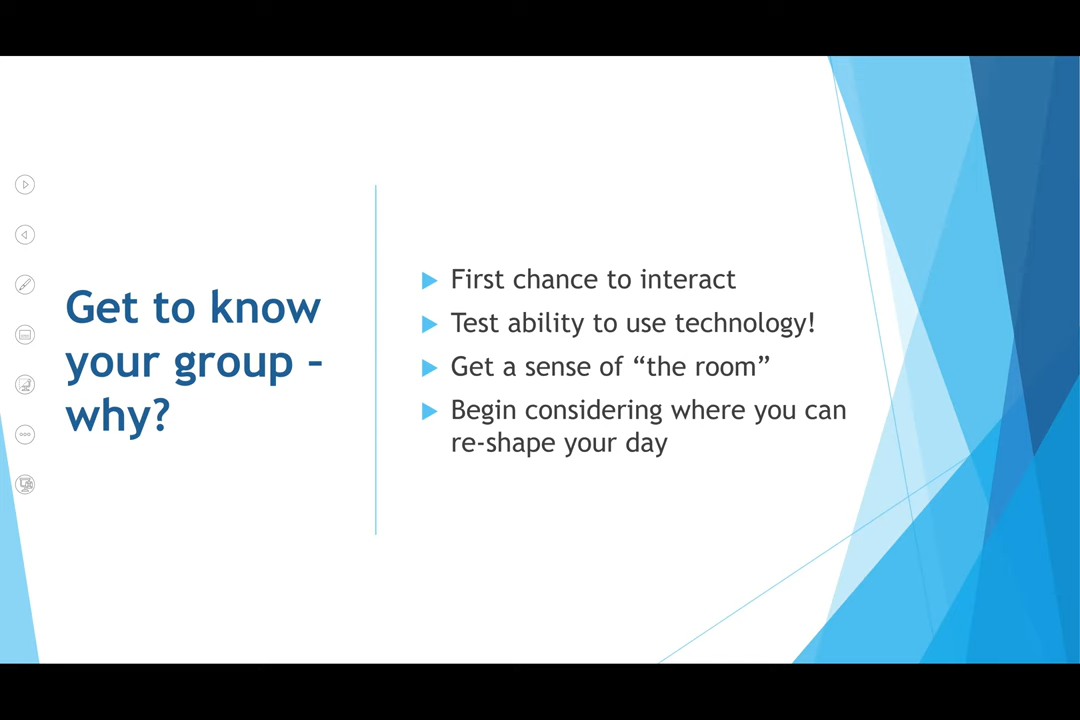 Get to know
your group –
why?
First chance to interact
Test ability to use technology!
Get a sense of “the room”
Begin considering where you can
re-shape your day